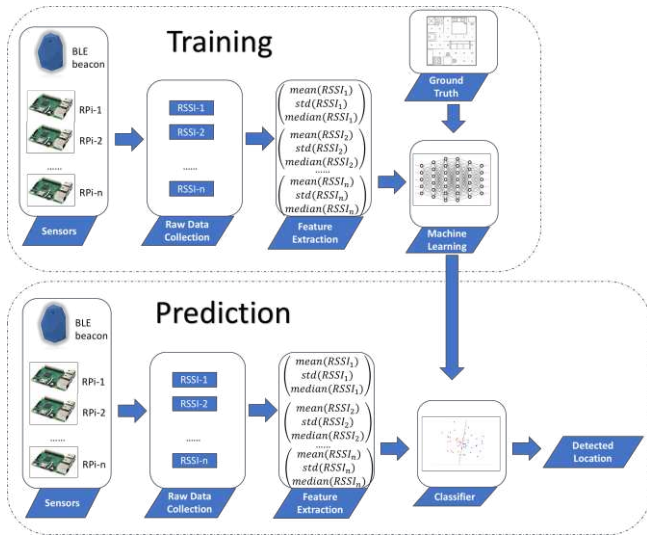 Training
BLE
beacon
RPi-1
RPi-2
......
RPi-n
Sensors
RSSI-1
RSSI-2
......
RSSI-n
Raw Data
Collection
mean(RSSI₁)
std(RSSI₁)
median(RSSI₁)
mean(RSSI₂)
std(RSSI₂)
median(RSSI₂)
......
mean(RSSIₙ)
std(RSSIₙ)
median(RSSIₙ)
Feature
Extraction
Ground
Truth
Machine
Learning
Prediction
BLE
beacon
RPi-1
RPi-2
......
RPi-n
Sensors
RSSI-1
RSSI-2
......
RSSI-n
Raw Data
Collection
mean(RSSI₁)
std(RSSI₁)
median(RSSI₁)
mean(RSSI₂)
std(RSSI₂)
median(RSSI₂)
......
mean(RSSIₙ)
std(RSSIₙ)
median(RSSIₙ)
Feature
Extraction
Classifier
Detected
Location